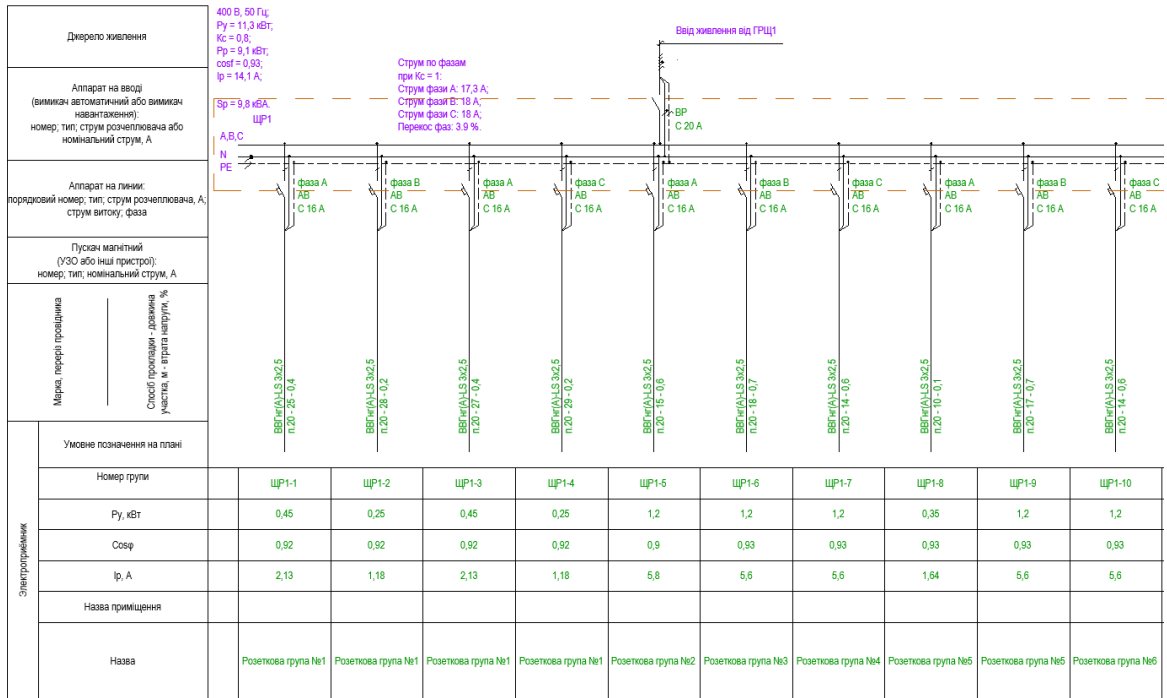 Джерело живлення
400 В, 50 Гц;
Ру = 11,3 кВт;
Кс = 0,8;
Рр = 9,1 кВт;
cosf = 0,93;
Ір = 14,1 А;
Sр = 9,8 кВА.
ЩР1
Струм по фазам
при Кс = 1:
Струм фази А: 17,3 А;
Струм фази В: 18 А;
Струм фази С: 18 А;
Перекос фаз: 3.9 %.
Ввід живлення від ГРЩ1
ВР
С 20 А
А,В,С
N
РЕ
Аппарат на вводі
(вимикач автоматичний або вимикач
навантаження):
номер; тип; струм розчеплювача або
номінальний струм, А
Аппарат на линии:
порядковий номер; тип; струм розчеплювача, А;
струм витоку; фаза
фаза А
АВ
С 16 А
фаза В
АВ
С 16 А
фаза А
АВ
С 16 А
фаза С
АВ
С 16 А
фаза А
АВ
С 16 А
фаза В
АВ
С 16 А
фаза С
АВ
С 16 А
фаза А
АВ
С 16 А
фаза В
АВ
С 16 А
фаза С
АВ
С 16 А
Пускач магнітний
(УЗО або інші пристрої):
номер; тип; номінальний струм, А
Марка, переріз провідника
Спосіб прокладки - довжина
участка, м - втрата напруги, %
ВВГнг(А)-LS 3х2,5
п.20 - 25 - 0,4
ВВГнг(А)-LS 3х2,5
п.20 - 28 - 0,2
ВВГнг(А)-LS 3х2,5
п.20 - 27 - 0,4
ВВГнг(А)-LS 3х2,5
п.20 - 29 - 0,2
ВВГнг(А)-LS 3х2,5
п.20 - 15 - 0,6
ВВГнг(А)-LS 3х2,5
п.20 - 18 - 0,7
ВВГнг(А)-LS 3х2,5
п.20 - 14 - 0,6
ВВГнг(А)-LS 3х2,5
п.20 - 10 - 0,1
ВВГнг(А)-LS 3х2,5
п.20 - 17 - 0,7
ВВГнг(А)-LS 3х2,5
п.20 - 14 - 0,6
Электроприёмник
Умовне позначення на плані
Номер групи ЩР1-1 ЩР1-2 ЩР1-3 ЩР1-4 ЩР1-5 ЩР1-6 ЩР1-7 ЩР1-8 ЩР1-9 ЩР1-10
Ру, кВт 0,45 0,25 0,45 0,25 1,2 1,2 1,2 0,35 1,2 1,2
Cosφ 0,92 0,92 0,92 0,92 0,9 0,93 0,93 0,93 0,93 0,93
Ір, А 2,13 1,18 2,13 1,18 5,8 5,6 5,6 1,64 5,6 5,6
Назва приміщення
Назва Розеткова група №1 Розеткова група №1 Розеткова група №1 Розеткова група №1 Розеткова група №2 Розеткова група №3 Розеткова група №4 Розеткова група №5 Розеткова група №5 Розеткова група №6